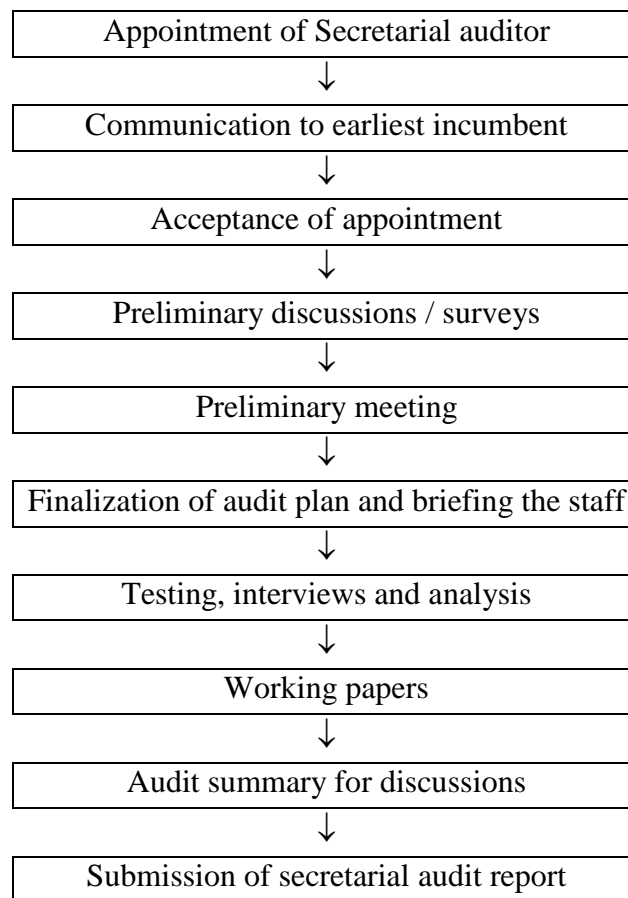 Appointment of Secretarial auditor
↓
Communication to earliest incumbent
↓
Acceptance of appointment
↓
Preliminary discussions / surveys
↓
Preliminary meeting
↓
Finalization of audit plan and briefing the staff
↓
Testing, interviews and analysis
↓
Working papers
↓
Audit summary for discussions
↓
Submission of secretarial audit report